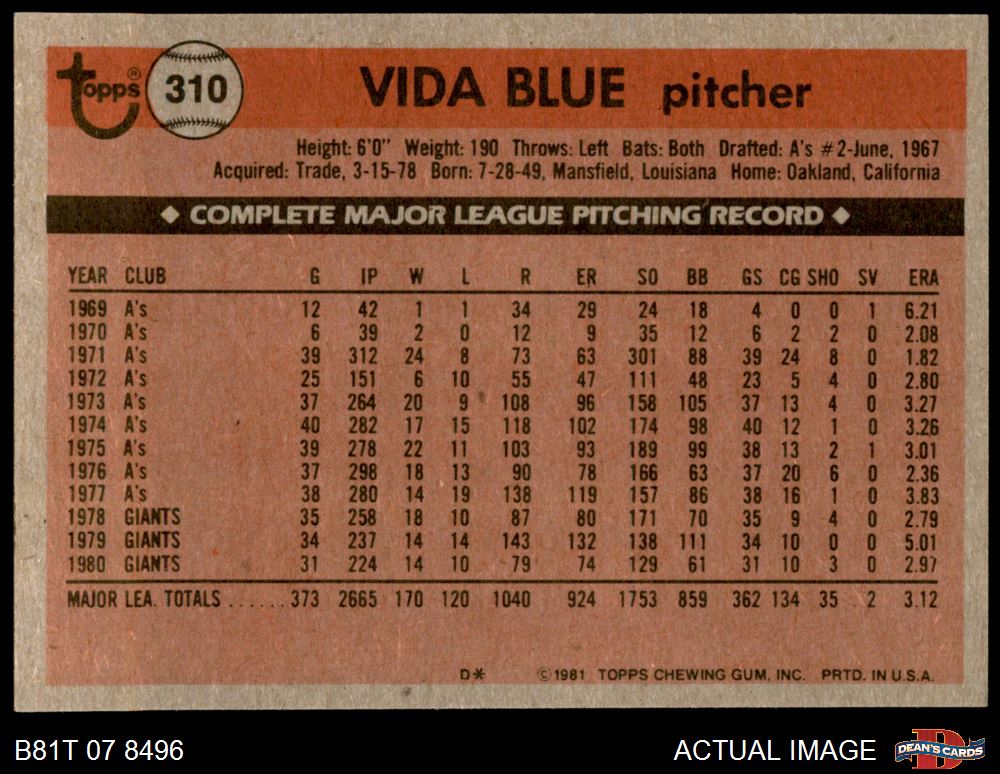 Topps® 310 VIDA BLUE pitcher
Height: 6'0" Weight: 190 Throws: Left Bats: Both Drafted: A's #2-June, 1967
Acquired: Trade, 3-15-78 Born: 7-28-49, Mansfield, Louisiana Home: Oakland, California
◆ COMPLETE MAJOR LEAGUE PITCHING RECORD ◆
YEAR CLUB G IP W L R ER SO BB GS CG SHO SV ERA
1969 A's 12 42 1 1 34 29 24 18 4 0 0 1 6.21
1970 A's 6 39 2 0 12 9 35 12 6 2 2 0 2.08
1971 A's 39 312 24 8 73 63 301 88 39 24 8 0 1.82
1972 A's 25 151 6 10 55 47 111 48 23 5 4 0 2.80
1973 A's 37 264 20 9 108 96 158 105 37 13 4 0 3.27
1974 A's 40 282 17 15 118 102 174 98 40 12 1 0 3.26
1975 A's 39 278 22 11 103 93 189 99 38 13 2 1 3.01
1976 A's 37 298 18 13 90 78 166 63 37 20 6 0 2.36
1977 A's 38 280 14 19 138 119 157 86 38 16 1 0 3.83
1978 GIANTS 35 258 18 10 87 80 171 70 35 9 4 0 2.79
1979 GIANTS 34 237 14 14 143 132 138 111 34 10 0 0 5.01
1980 GIANTS 31 224 14 10 79 74 129 61 31 10 3 0 2.97
MAJOR LEA. TOTALS ...... 373 2665 170 120 1040 924 1753 859 362 134 35 2 3.12
D* ©1981 TOPPS CHEWING GUM, INC. PRTD. IN U.S.A.
B81T 07 8496 ACTUAL IMAGE D DEAN'S CARDS